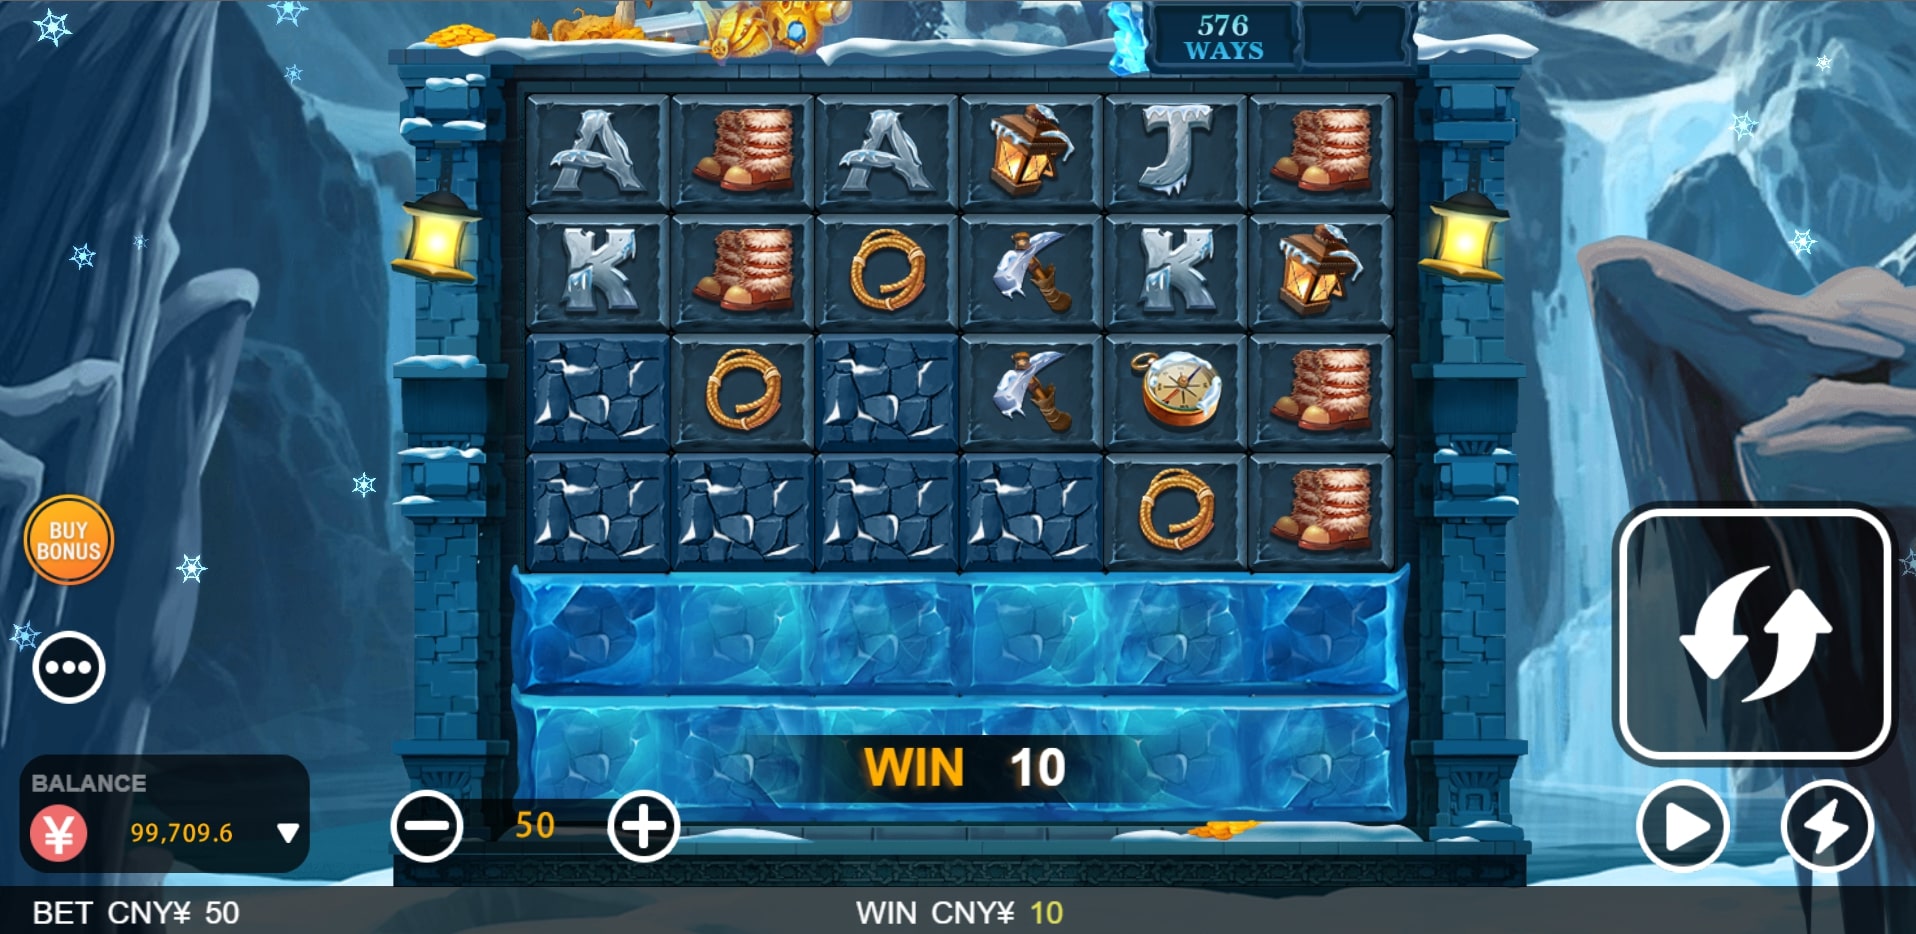 576
WAYS
A A J
K K
BUY
BONUS
WIN 10
BALANCE
¥ 99,709.6
50
BET CNY¥ 50
WIN CNY¥ 10